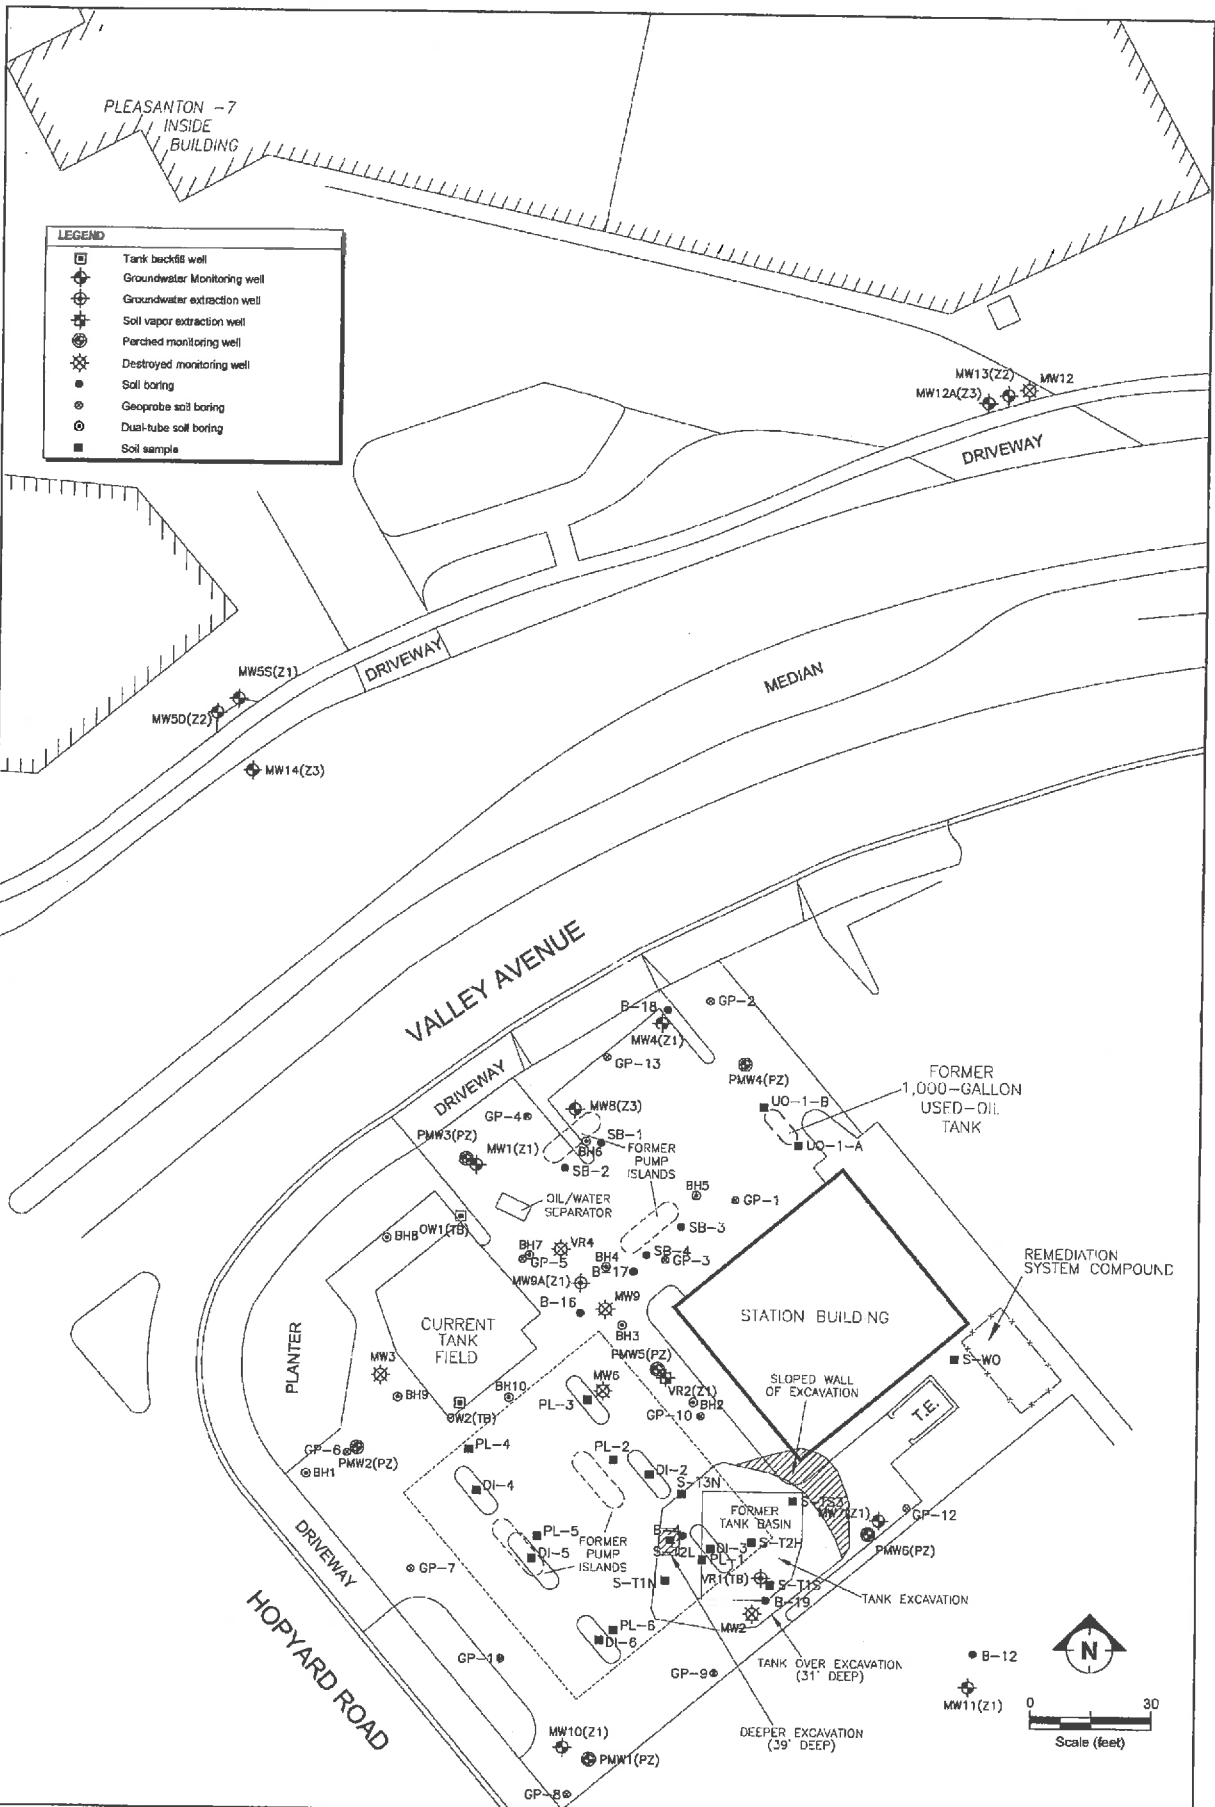 PLEASANTON -7
INSIDE
BUILDING
LEGEND
Tank backfill well
Groundwater Monitoring well
Groundwater extraction well
Soil vapor extraction well
Perched monitoring well
Destroyed monitoring well
Soil boring
Geoprobe soil boring
Dual-tube soil boring
Soil sample
MW13(Z2)
MW12
MW12A(Z3)
DRIVEWAY
DRIVEWAY
MEDIAN
MW5S(Z1)
MW5D(Z2)
MW14(Z3)
VALLEY AVENUE
B-18
GP-2
MW4(Z1)
GP-13
PMW4(PZ)
FORMER
1,000-GALLON
USED-OIL
TANK
DRIVEWAY
UO-1-B
UO-1-A
GP-4
MW8(Z3)
PMW3(PZ)
MW1(Z1)
SB-1
BH6
SB-2
FORMER
PUMP
ISLANDS
OIL/WATER
SEPARATOR
BH5
GP-1
OW1(TB)
BH8
SB-3
BH7
GP-5
VR4
BH4
SB-4
GP-3
B-17
MW9A(Z1)
B-16
MW9
BH3
REMEDIATION
SYSTEM COMPOUND
STATION BUILDING
CURRENT
TANK
FIELD
PLANTER
MW3
BH9
BH10
OW2(TB)
PMW5(PZ)
MW6
VR2(Z1)
BH2
GP-10
PL-3
S-WO
SLOPED WALL
OF EXCAVATION
T.E.
GP-6
PMW2(PZ)
BH1
PL-4
DI-4
PL-2
DI-2
S-T3N
FORMER
TANK BASIN
S-TS3
MW7(Z1)
GP-12
PMW6(PZ)
PL-5
DI-5
FORMER
PUMP
ISLANDS
B-4
S-T2L
DI-3
PL-1
S-T2H
S-T1N
VR1(TB)
S-T1S
B-19
MW2
TANK EXCAVATION
DRIVEWAY
GP-7
PL-6
DI-6
HOPYARD ROAD
GP-1
GP-9
TANK OVER EXCAVATION
(31' DEEP)
DEEPER EXCAVATION
(39' DEEP)
MW10(Z1)
PMW1(PZ)
GP-8
B-12
MW11(Z1)
N
0 30
Scale (feet)